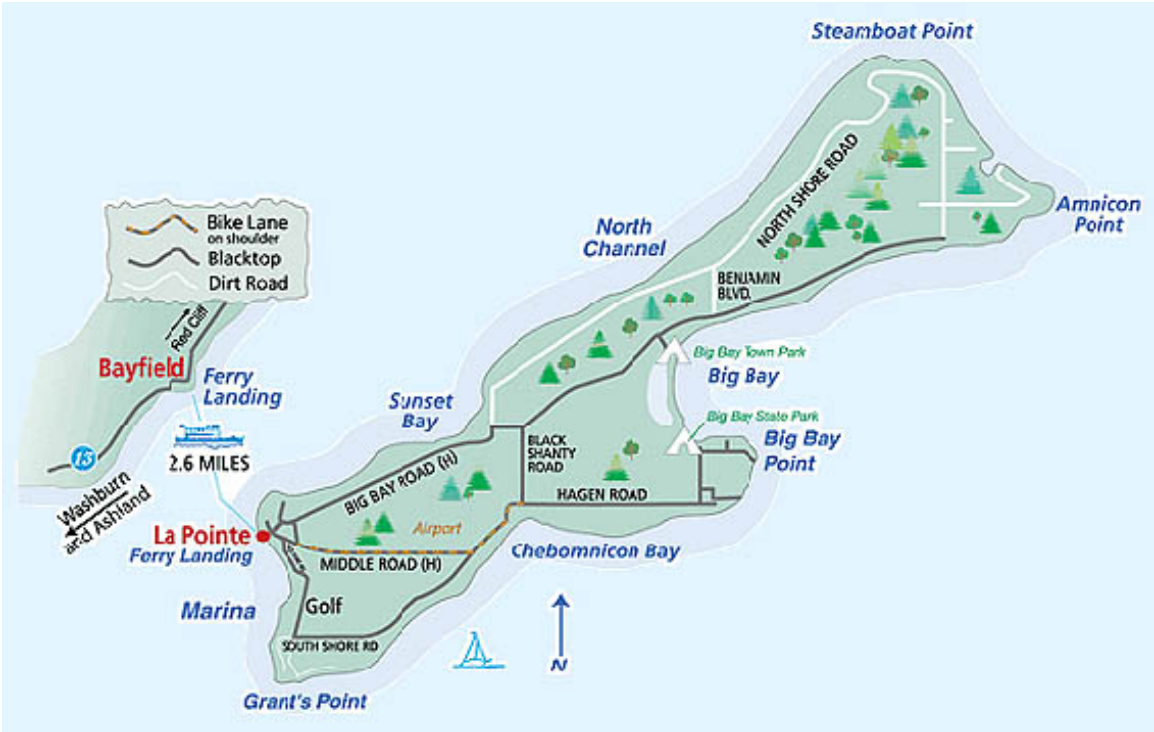 Steamboat Point
NORTH SHORE ROAD
Amnicon
Point
Bike Lane
on shoulder
Blacktop
Dirt Road
North
Channel
BENJAMIN
BLVD.
Red Cliff
Bayfield
Ferry
Landing
Big Bay Town Park
Big Bay
Sunset
Bay
Big Bay State Park
BLACK
SHANTY
ROAD
Big Bay
Point
13
2.6 MILES
BIG BAY ROAD (H)
HAGEN ROAD
Washburn
and Ashland
Airport
La Pointe
Ferry Landing
Chebomnicon Bay
MIDDLE ROAD (H)
Marina
Golf
SOUTH SHORE RD
N
Grant's Point